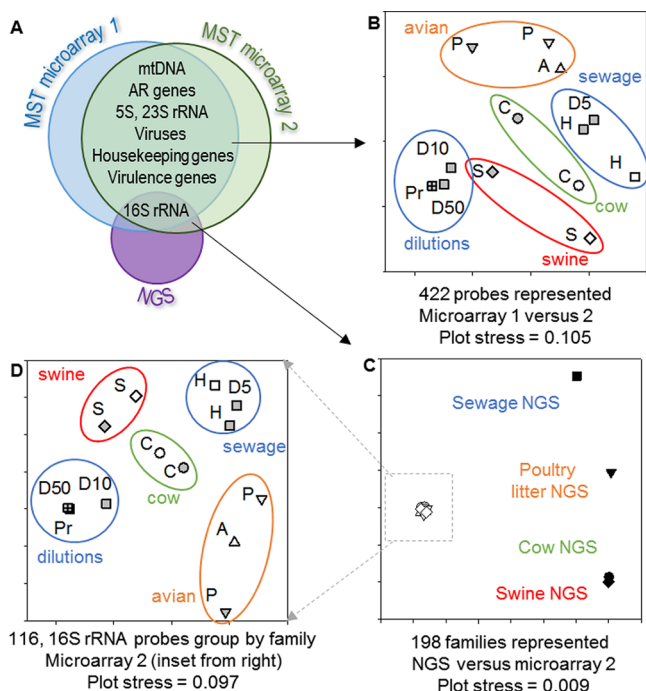 A
MST microarray 1
MST microarray 2
mtDNA
AR genes
5S, 23S rRNA
Viruses
Housekeeping genes
Virulence genes
16S rRNA
NGS
B
avian
P
P
A
sewage
D5
C
H
D10
H
S
C
Pr
D50
cow
S
dilutions
swine
422 probes represented
Microarray 1 versus 2
Plot stress = 0.105
D
swine
H
D5
S
H
S
sewage
C
C
D50
D10
cow
P
Pr
A
dilutions
P
avian
116, 16S rRNA probes group by family
Microarray 2 (inset from right)
Plot stress = 0.097
C
Sewage NGS
Poultry
litter NGS
Cow NGS
Swine NGS
198 families represented
NGS versus microarray 2
Plot stress = 0.009